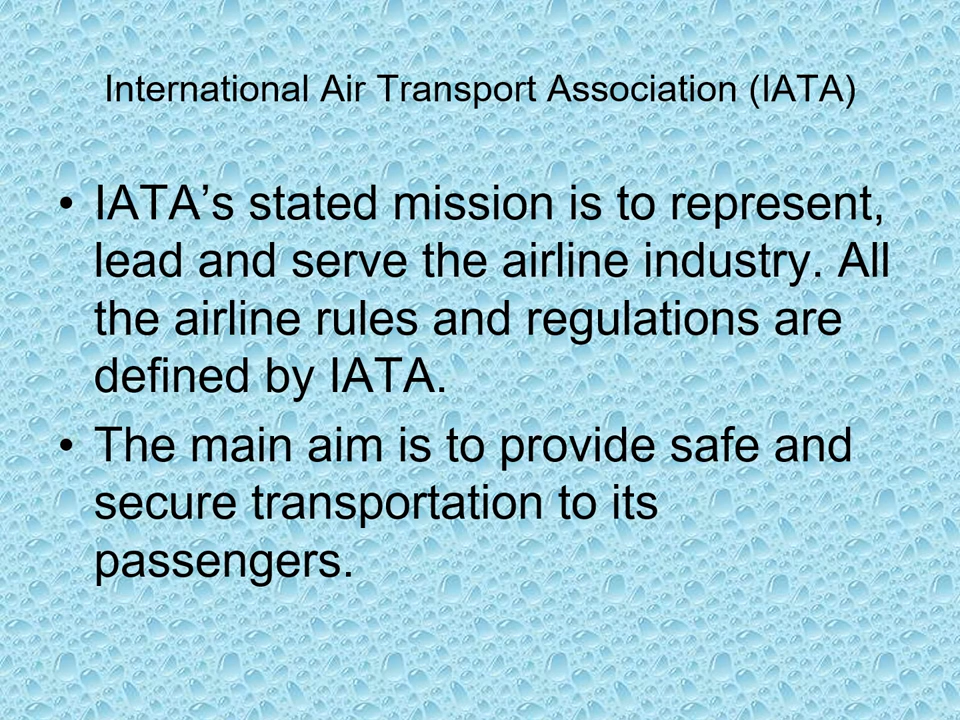 International Air Transport Association (IATA)
• IATA’s stated mission is to represent,
lead and serve the airline industry. All
the airline rules and regulations are
defined by IATA.
• The main aim is to provide safe and
secure transportation to its
passengers.